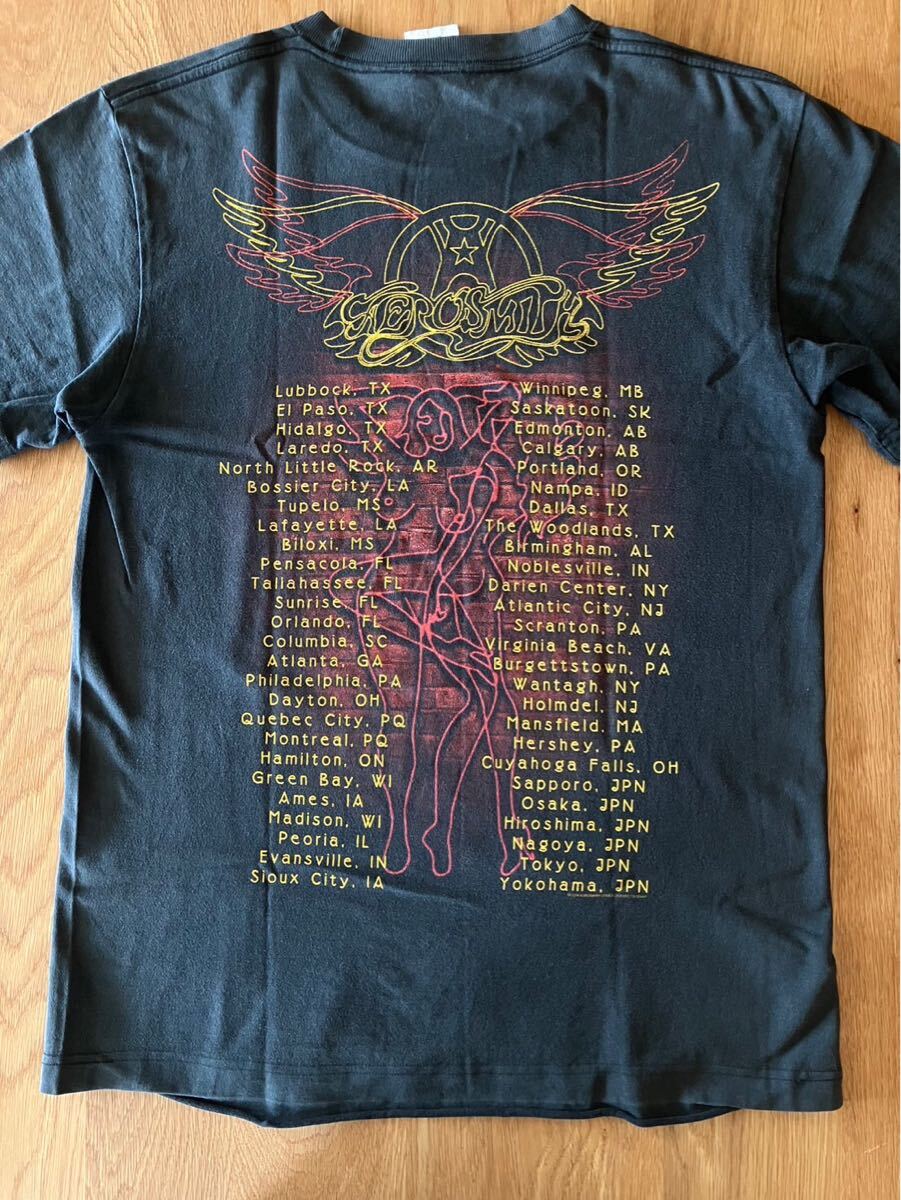 AEROSMITH
Lubbock, TX
El Paso, TX
Hidalgo, TX
Laredo, TX
North Little Rock, AR
Bossier City, LA
Tupelo, MS
Lafayette, LA
Biloxi, MS
Pensacola, FL
Tallahassee, FL
Sunrise, FL
Orlando, FL
Columbia, SC
Atlanta, GA
Philadelphia, PA
Dayton, OH
Quebec City, PQ
Montreal, PQ
Hamilton, ON
Green Bay, WI
Ames, IA
Madison, WI
Peoria, IL
Evansville, IN
Sioux City, IA
Winnipeg, MB
Saskatoon, SK
Edmonton, AB
Calgary, AB
Portland, OR
Nampa, ID
Dallas, TX
The Woodlands, TX
Birmingham, AL
Noblesville, IN
Darien Center, NY
Atlantic City, NJ
Scranton, PA
Virginia Beach, VA
Burgettstown, PA
Wantagh, NY
Holmdel, NJ
Mansfield, MA
Hershey, PA
Cuyahoga Falls, OH
Sapporo, JPN
Osaka, JPN
Hiroshima, JPN
Nagoya, JPN
Tokyo, JPN
Yokohama, JPN